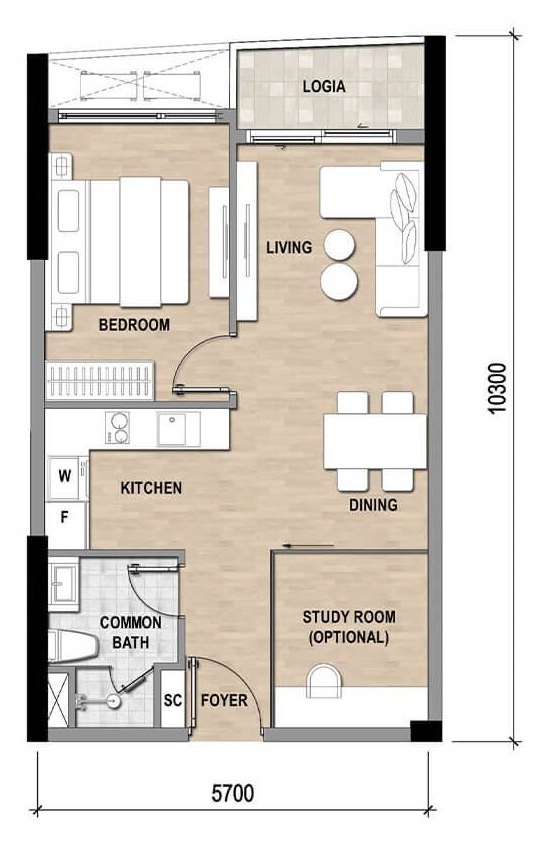 LOGIA
LIVING
BEDROOM
10300
W
KITCHEN
F
DINING
COMMON
BATH
STUDY ROOM
(OPTIONAL)
SC
FOYER
5700